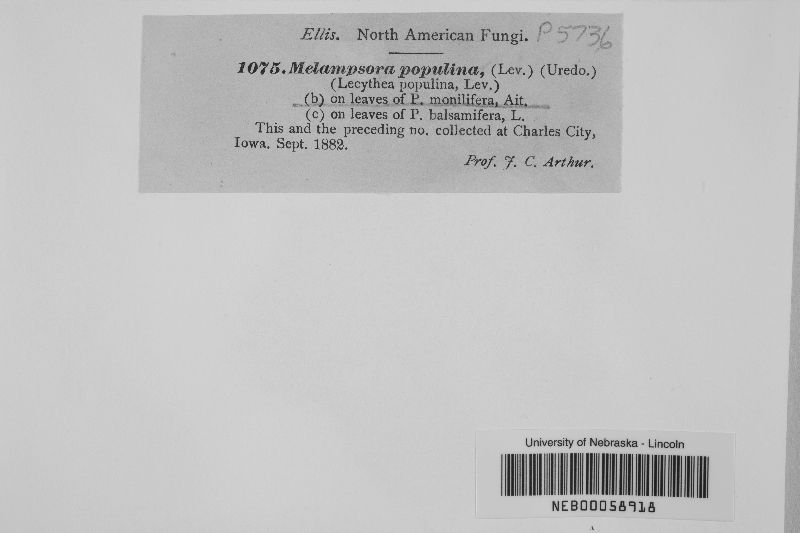 Ellis. North American Fungi. P5736
1075. Melampsora populina, (Lev.) (Uredo.)
(Lecythea populina, Lev.)
(b) on leaves of P. monilifera, Ait.
(c) on leaves of P. balsamifera, L.
This and the preceding no. collected at Charles City,
Iowa. Sept. 1882.
Prof. J. C. Arthur.
University of Nebraska - Lincoln
NEB00058918